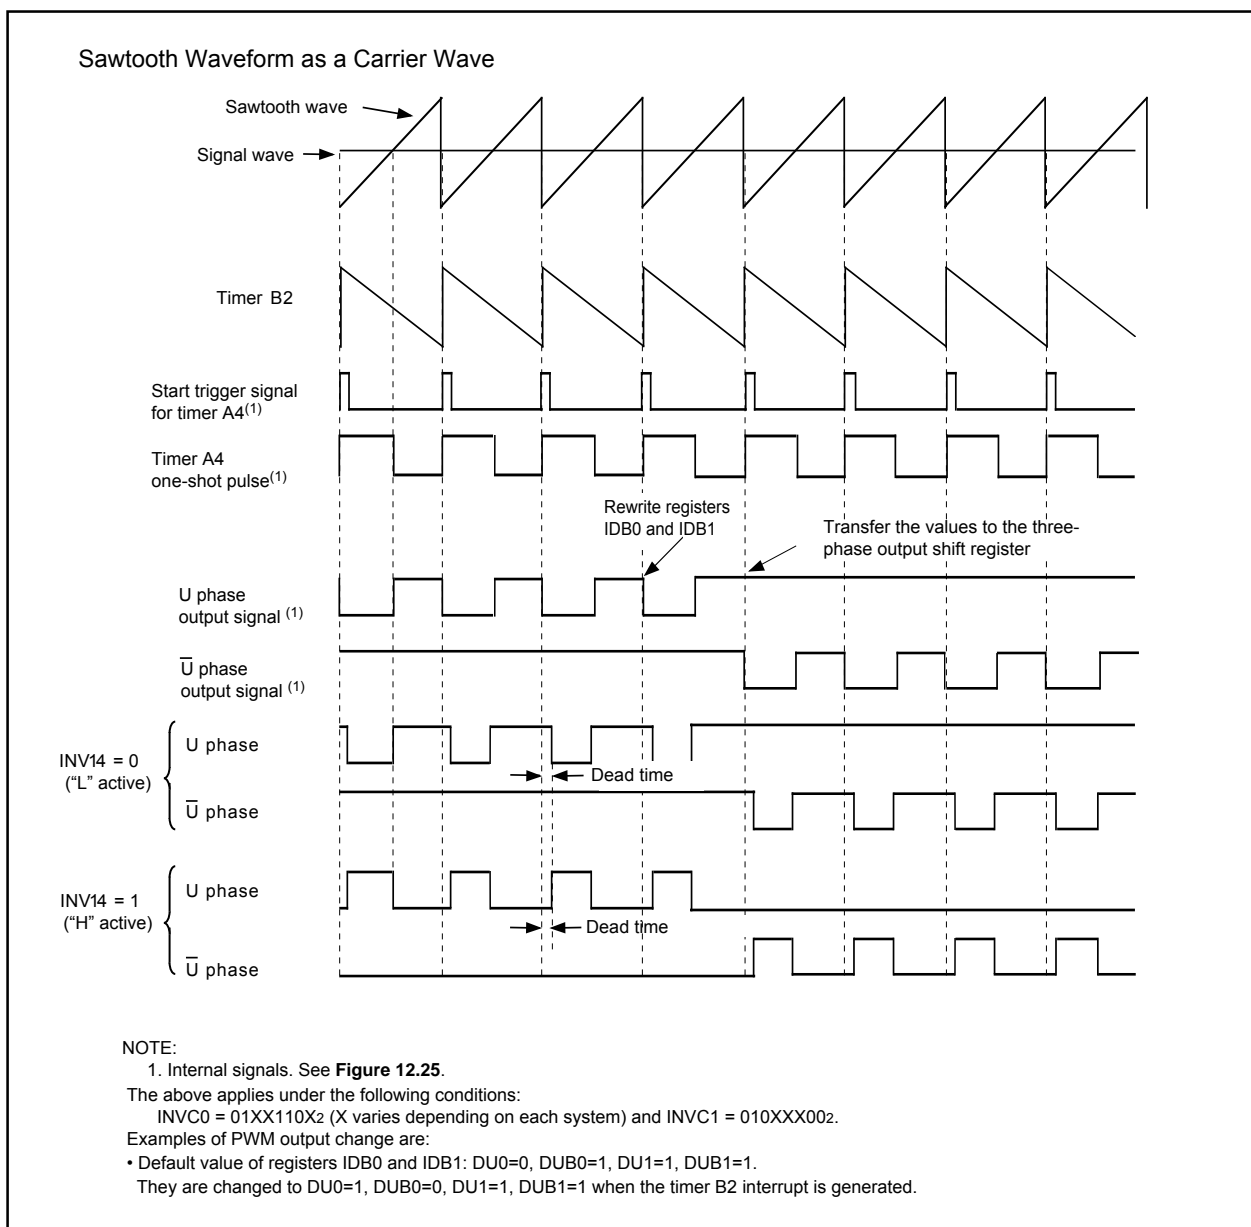 Sawtooth Waveform as a Carrier Wave
Sawtooth wave
Signal wave
Timer B2
Start trigger signal
for timer A4(1)
Timer A4
one-shot pulse(1)
Rewrite registers
IDB0 and IDB1
Transfer the values to the three-
phase output shift register
U phase
output signal (1)
U̅ phase
output signal (1)
INV14 = 0
(“L” active)
U phase
Dead time
U̅ phase
INV14 = 1
(“H” active)
U phase
Dead time
U̅ phase
NOTE:
1. Internal signals. See Figure 12.25.
The above applies under the following conditions:
INVC0 = 01XX110X2 (X varies depending on each system) and INVC1 = 010XXX002.
Examples of PWM output change are:
• Default value of registers IDB0 and IDB1: DU0=0, DUB0=1, DU1=1, DUB1=1.
They are changed to DU0=1, DUB0=0, DU1=1, DUB1=1 when the timer B2 interrupt is generated.